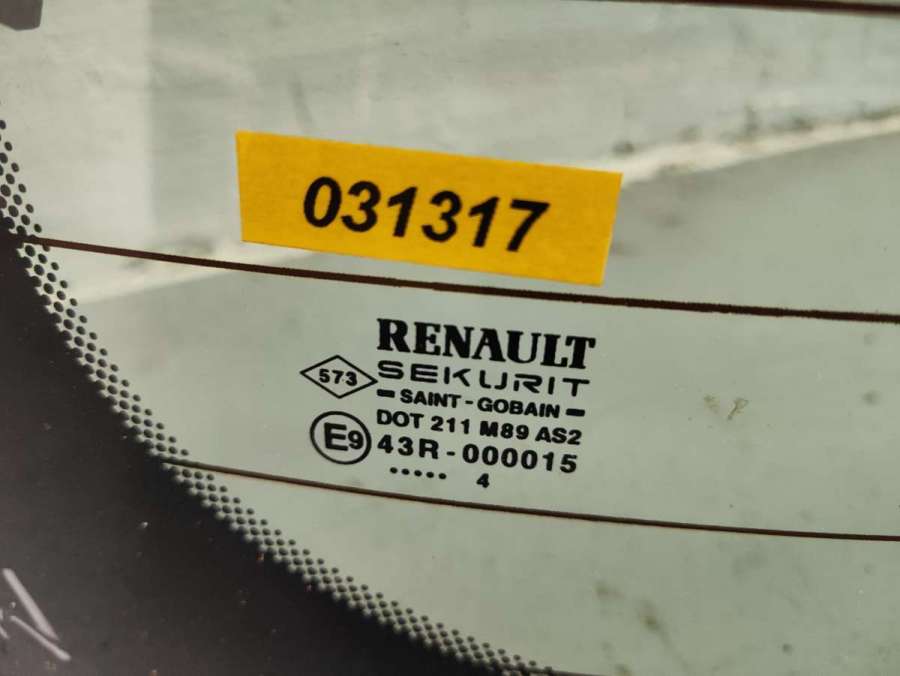 031317
RENAULT
573 SEKURIT
- SAINT-GOBAIN -
DOT 211 M89 AS2
E9 43R-000015
..... 4